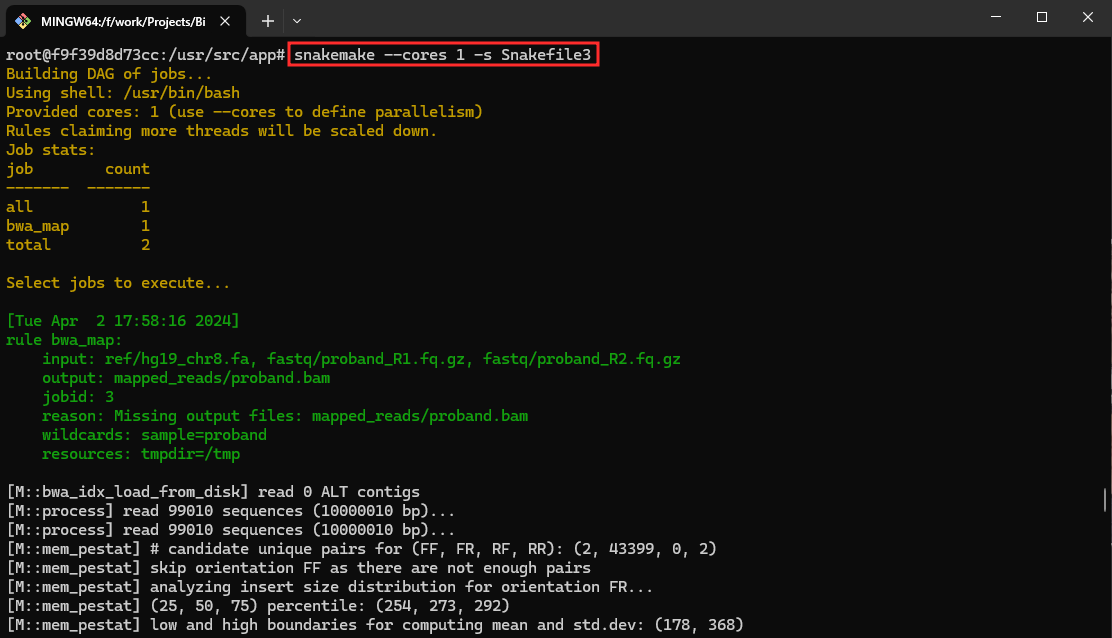 MINGW64:/f/work/Projects/Bi
root@f9f39d8d73cc:/usr/src/app# snakemake --cores 1 -s Snakefile3
Building DAG of jobs...
Using shell: /usr/bin/bash
Provided cores: 1 (use --cores to define parallelism)
Rules claiming more threads will be scaled down.
Job stats:
job        count
-------  -------
all            1
bwa_map        1
total          2
Select jobs to execute...
[Tue Apr  2 17:58:16 2024]
rule bwa_map:
    input: ref/hg19_chr8.fa, fastq/proband_R1.fq.gz, fastq/proband_R2.fq.gz
    output: mapped_reads/proband.bam
    jobid: 3
    reason: Missing output files: mapped_reads/proband.bam
    wildcards: sample=proband
    resources: tmpdir=/tmp
[M::bwa_idx_load_from_disk] read 0 ALT contigs
[M::process] read 99010 sequences (10000010 bp)...
[M::process] read 99010 sequences (10000010 bp)...
[M::mem_pestat] # candidate unique pairs for (FF, FR, RF, RR): (2, 43399, 0, 2)
[M::mem_pestat] skip orientation FF as there are not enough pairs
[M::mem_pestat] analyzing insert size distribution for orientation FR...
[M::mem_pestat] (25, 50, 75) percentile: (254, 273, 292)
[M::mem_pestat] low and high boundaries for computing mean and std.dev: (178, 368)